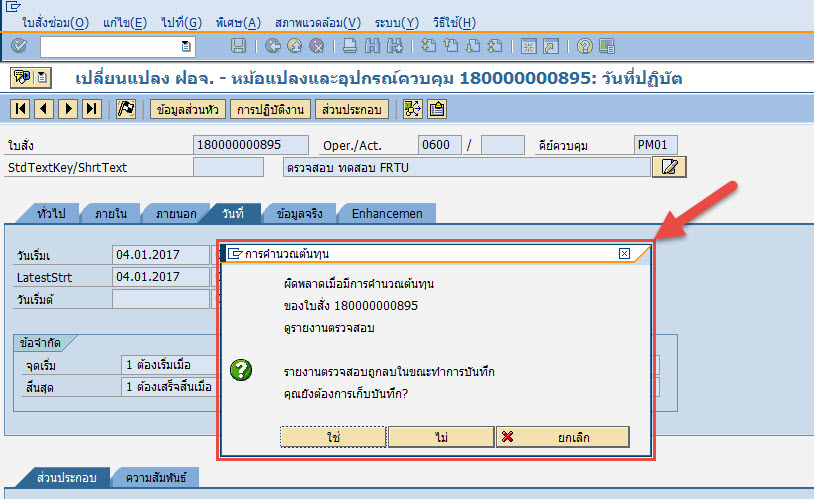 ใบสั่งซ่อม(O) แก้ไข(E) ไปที่(G) พิเศษ(A) สภาพแวดล้อม(V) ระบบ(Y) วิธีใช้(H)
เปลี่ยนแปลง ฝอจ. - หม้อแปลงและอุปกรณ์ควบคุม 180000000895: วันที่ปฏิบัต
ข้อมูลส่วนหัว การปฏิบัติงาน ส่วนประกอบ
ใบสั่ง 180000000895 Oper./Act. 0600 / คีย์ควบคุม PM01
StdTextKey/ShrtText ตรวจสอบ ทดสอบ FRTU
ทั่วไป ภายใน ภายนอก วันที่ ข้อมูลจริง Enhancemen
วันเริ่มเ 04.01.2017
LatestStrt 04.01.2017
วันเริ่มต้
ข้อจำกัด
จุดเริ่ม 1 ต้องเริ่มเมื่อ
สิ้นสุด 1 ต้องเสร็จสิ้นเมื่อ
การคำนวณต้นทุน
ผิดพลาดเมื่อมีการคำนวณต้นทุน
ของใบสั่ง 180000000895
ดูรายงานตรวจสอบ
รายงานตรวจสอบถูกลบในขณะทำการบันทึก
คุณยังต้องการเก็บบันทึก?
ใช่ ไม่ ยกเลิก
ส่วนประกอบ ความสัมพันธ์